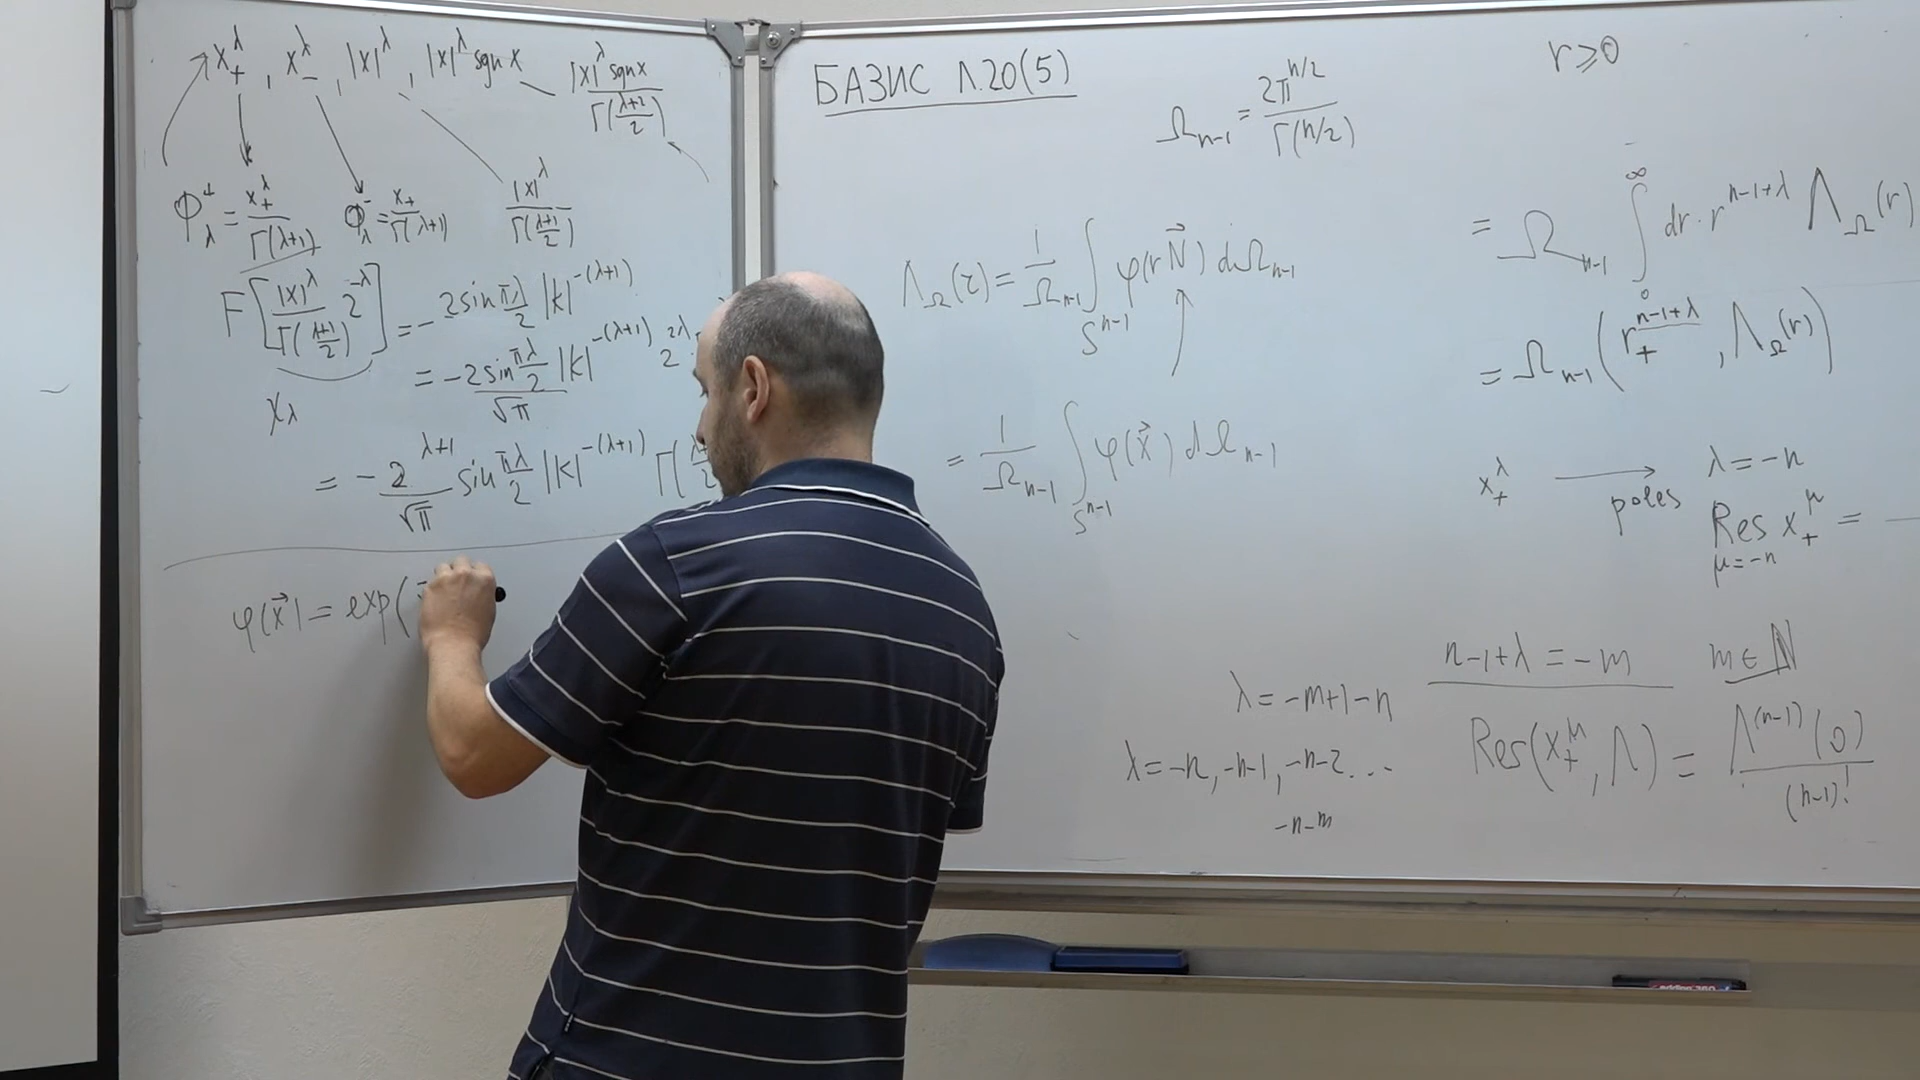 x₊^λ , x₋^λ , |x|^λ , |x|^λ sgn x
|x|^λ sgn x / Γ((λ+2)/2)
Φ_λ^+ = x₊^λ / Γ(λ+1)
Φ_λ^- = x₊ / Γ(λ+1)
|x|^λ / Γ((λ+1)/2)
F[ |x|^λ / Γ((λ+1)/2) 2^{-λ} ] = - 2 sin πλ/2 |k|^{-(λ+1)}
χ_λ
= - 2 sin πλ/2 / √π |k|^{-(λ+1)} 2^{2λ}
= - 2^{λ+1} / √π sin πλ/2 |k|^{-(λ+1)} Γ(
φ(x⃗) = exp(
БАЗИС Л.20(5)
Ω_{n-1} = 2π^{n/2} / Γ(n/2)
r ⩾ 0
Λ_Ω(r) = 1/Ω_{n-1} ∫_{S^{n-1}} φ(r N⃗) dΩ_{n-1}
= 1/Ω_{n-1} ∫_{S^{n-1}} φ(x⃗) dΩ_{n-1}
= Ω_{n-1} ∫_0^∞ dr · r^{n-1+λ} Λ_Ω(r)
= Ω_{n-1} ( r₊^{n-1+λ} , Λ_Ω(r) )
x₊^λ → poles λ = -n
Res_{μ=-n} x₊^μ =
n-1+λ = -m m ∈ ℕ
λ = -m+1-n
λ = -n, -n-1, -n-2...
-n-m
Res(x₊^μ, Λ) = Λ^{(n-1)}(0) / (n-1)!
edding 360